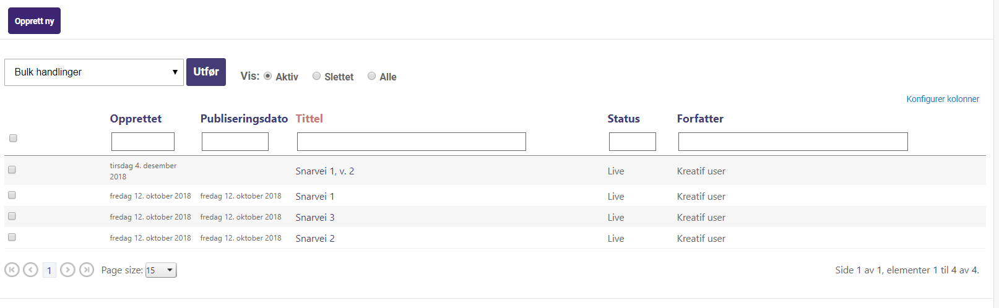 Opprett ny
Bulk handlinger Utfør Vis: Aktiv Slettet Alle
Konfigurer kolonner
Opprettet Publiseringsdato Tittel Status Forfatter
tirsdag 4. desember
2018 Snarvei 1, v. 2 Live Kreatif user
fredag 12. oktober 2018 fredag 12. oktober 2018 Snarvei 1 Live Kreatif user
fredag 12. oktober 2018 fredag 12. oktober 2018 Snarvei 3 Live Kreatif user
fredag 12. oktober 2018 fredag 12. oktober 2018 Snarvei 2 Live Kreatif user
1 Page size: 15 Side 1 av 1, elementer 1 til 4 av 4.